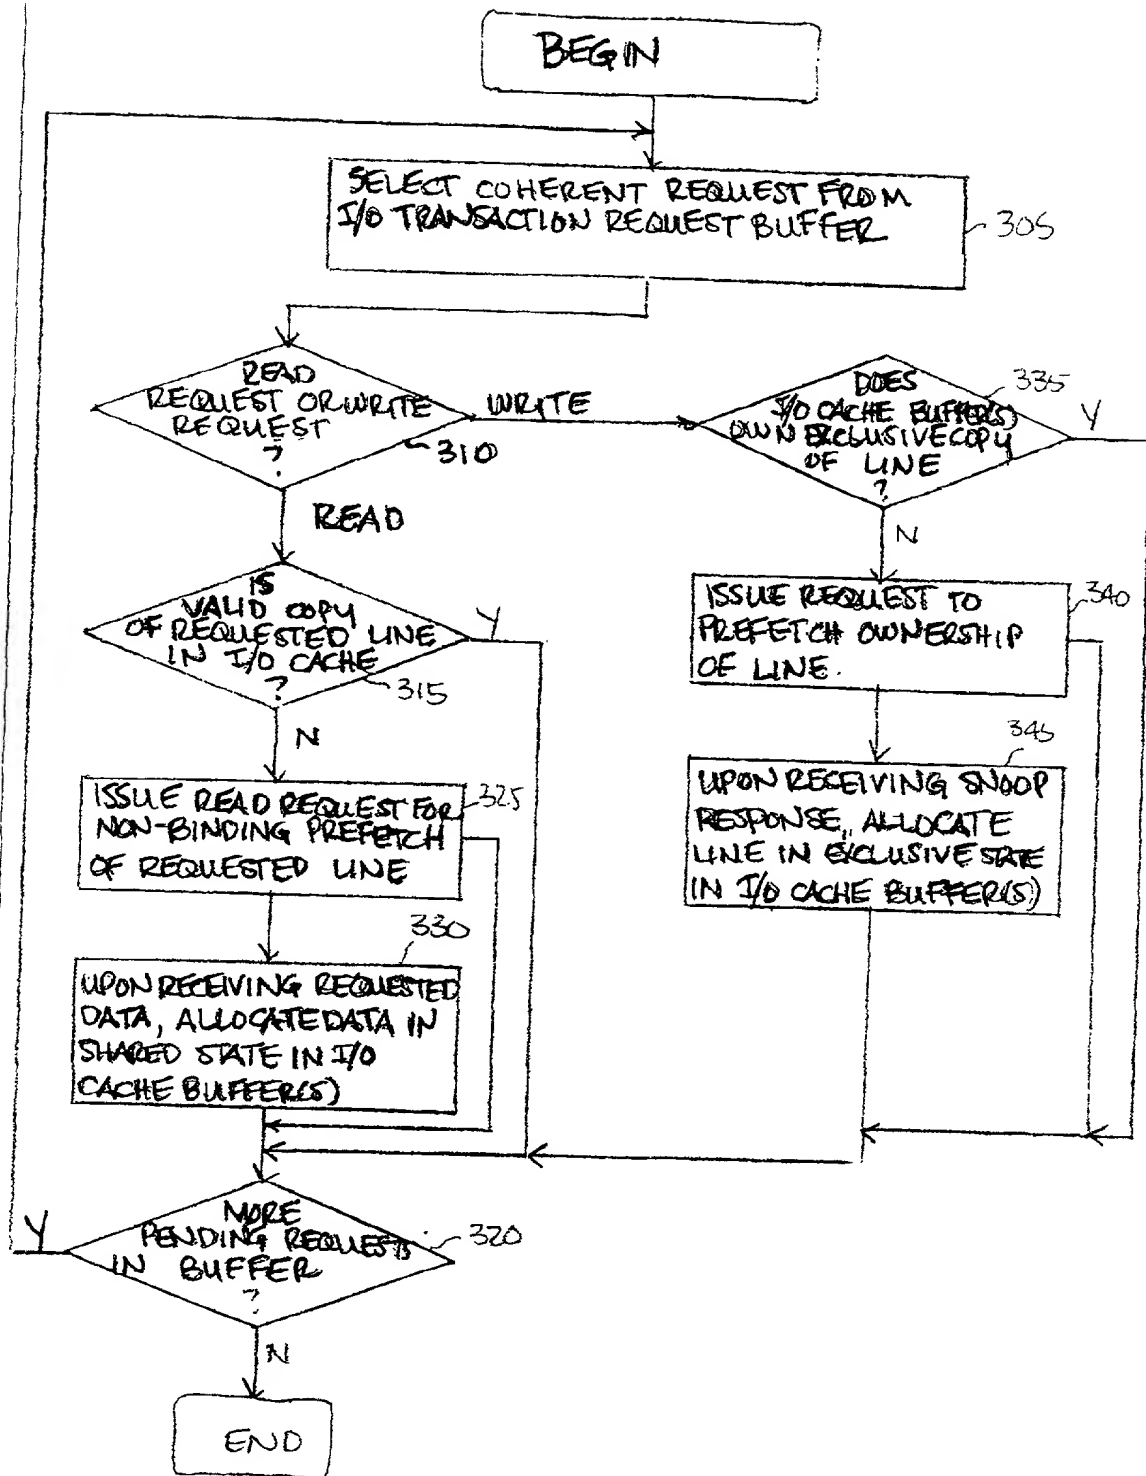 BEGIN
SELECT COHERENT REQUEST FROM
I/O TRANSACTION REQUEST BUFFER
305
READ
REQUEST OR WRITE
REQUEST
?
310
WRITE
READ
DOES
I/O CACHE BUFFER(S)
OWN EXCLUSIVE COPY
OF LINE
?
335
Y
N
IS
VALID COPY
OF REQUESTED LINE
IN I/O CACHE
?
315
Y
N
ISSUE REQUEST TO
PREFETCH OWNERSHIP
OF LINE.
340
ISSUE READ REQUEST FOR
NON-BINDING PREFETCH
OF REQUESTED LINE
325
345
UPON RECEIVING SNOOP
RESPONSE, ALLOCATE
LINE IN EXCLUSIVE STATE
IN I/O CACHE BUFFER(S)
330
UPON RECEIVING REQUESTED
DATA, ALLOCATE DATA IN
SHARED STATE IN I/O
CACHE BUFFER(S)
MORE
PENDING REQUESTS
IN BUFFER
?
320
Y
N
END